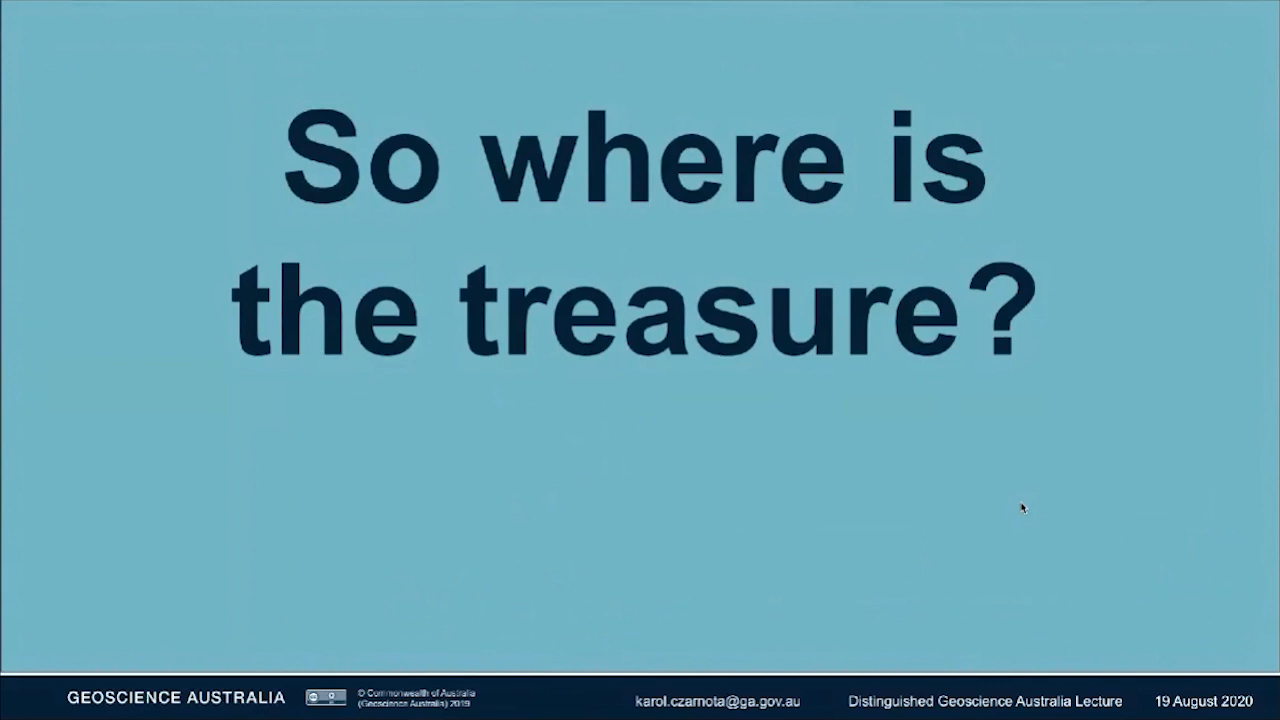 So where is
the treasure?
GEOSCIENCE AUSTRALIA
© Commonwealth of Australia
(Geoscience Australia) 2019
karol.czarnota@ga.gov.au
Distinguished Geoscience Australia Lecture
19 August 2020